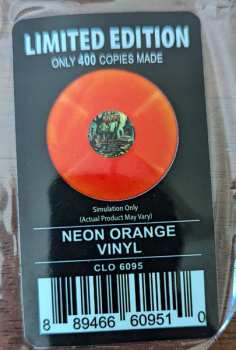 LIMITED EDITION
ONLY 400 COPIES MADE
Simulation Only
(Actual Product May Vary)
NEON ORANGE
VINYL
CLO 6095
8 89466 60951 0